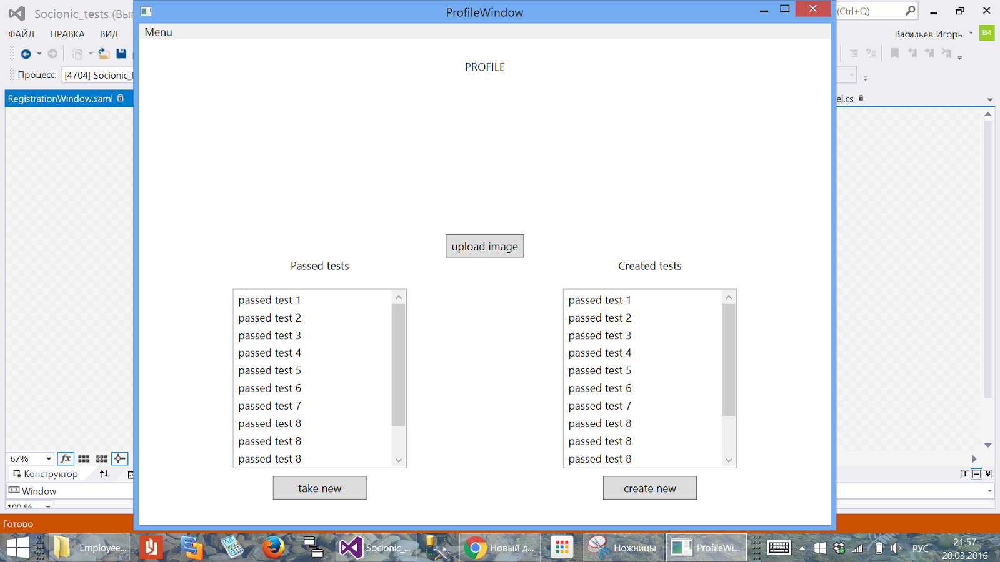 Socionic_tests (Вы
ProfileWindow
(Ctrl+Q)
ФАЙЛ ПРАВКА ВИД
Menu
Васильев Игорь ВИ
Процесс: [4704] Socionic_t
PROFILE
RegistrationWindow.xaml
el.cs
upload image
Passed tests
Created tests
passed test 1
passed test 2
passed test 3
passed test 4
passed test 5
passed test 6
passed test 7
passed test 8
passed test 8
passed test 8
passed test 1
passed test 2
passed test 3
passed test 4
passed test 5
passed test 6
passed test 7
passed test 8
passed test 8
passed test 8
67% fx
Конструктор
Window
take new
create new
100 %
Готово
Employee...
Socionic_...
Новый д...
Ножницы
ProfileWi...
РУС
21:57
20.03.2016